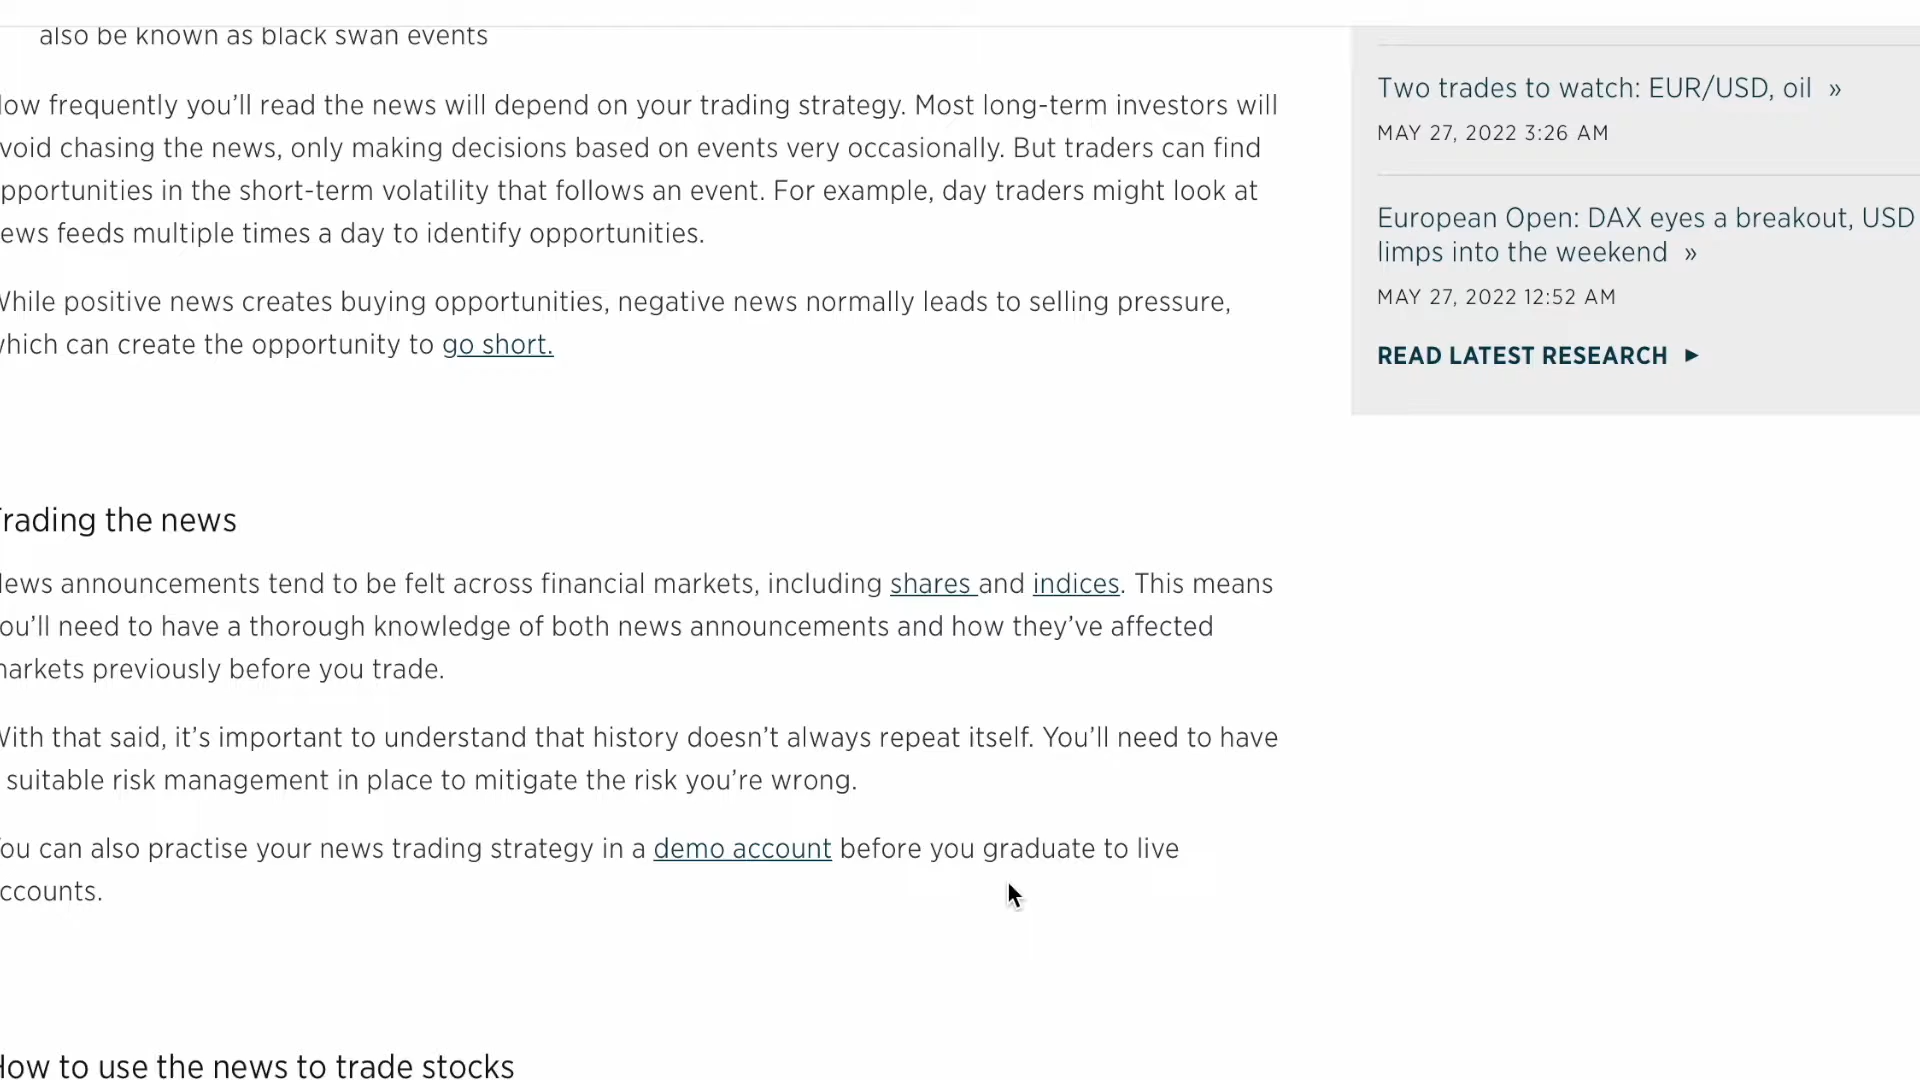 also be known as black swan events
ow frequently you’ll read the news will depend on your trading strategy. Most long-term investors will
void chasing the news, only making decisions based on events very occasionally. But traders can find
pportunities in the short-term volatility that follows an event. For example, day traders might look at
ews feeds multiple times a day to identify opportunities.
While positive news creates buying opportunities, negative news normally leads to selling pressure,
which can create the opportunity to go short.
Trading the news
ews announcements tend to be felt across financial markets, including shares and indices. This means
ou’ll need to have a thorough knowledge of both news announcements and how they’ve affected
markets previously before you trade.
With that said, it’s important to understand that history doesn’t always repeat itself. You’ll need to have
suitable risk management in place to mitigate the risk you’re wrong.
ou can also practise your news trading strategy in a demo account before you graduate to live
ccounts.
How to use the news to trade stocks
Two trades to watch: EUR/USD, oil »
MAY 27, 2022 3:26 AM
European Open: DAX eyes a breakout, USD
limps into the weekend »
MAY 27, 2022 12:52 AM
READ LATEST RESEARCH ►